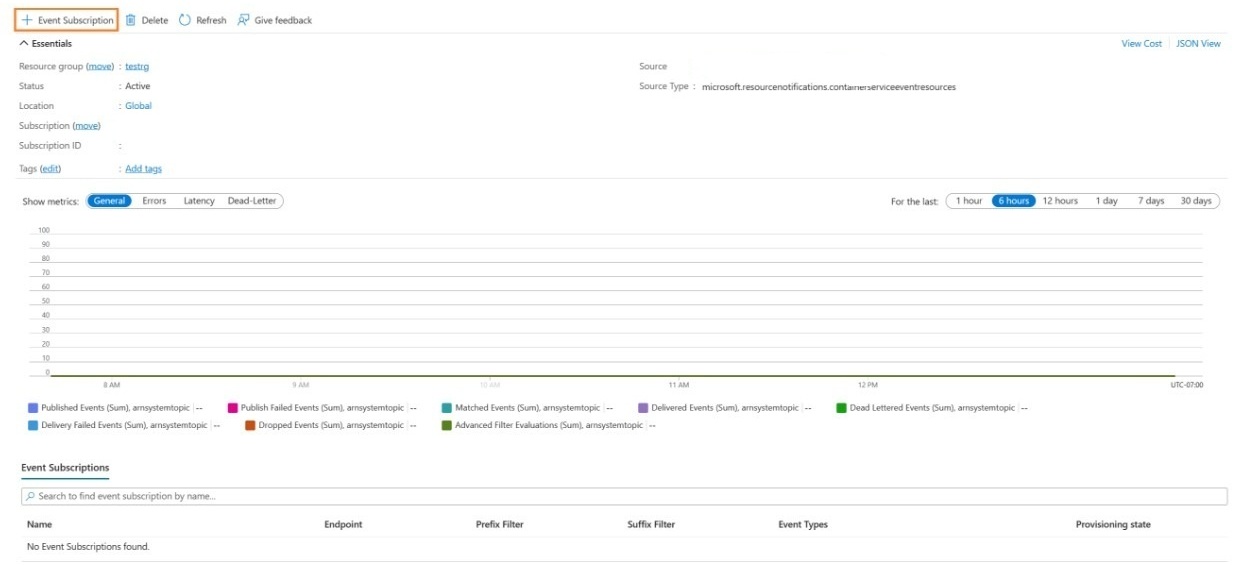 + Event Subscription Delete Refresh Give feedback
Essentials View Cost JSON View
Resource group (move) : testrg Source
Status : Active Source Type : microsoft.resourcenotifications.containerserviceeventresources
Location : Global
Subscription (move)
Subscription ID :
Tags (edit) : Add tags
Show metrics: General Errors Latency Dead-Letter For the last: 1 hour 6 hours 12 hours 1 day 7 days 30 days
100
90
80
70
60
50
40
30
20
10
0
8 AM 9 AM 10 AM 11 AM 12 PM UTC-07:00
Published Events (Sum), arnsystemtopic | -- Publish Failed Events (Sum), arnsystemtopic | -- Matched Events (Sum), arnsystemtopic | -- Delivered Events (Sum), arnsystemtopic | -- Dead Lettered Events (Sum), arnsystemtopic | --
Delivery Failed Events (Sum), arnsystemtopic | -- Dropped Events (Sum), arnsystemtopic | -- Advanced Filter Evaluations (Sum), arnsystemtopic | --
Event Subscriptions
Search to find event subscription by name...
Name Endpoint Prefix Filter Suffix Filter Event Types Provisioning state
No Event Subscriptions found.